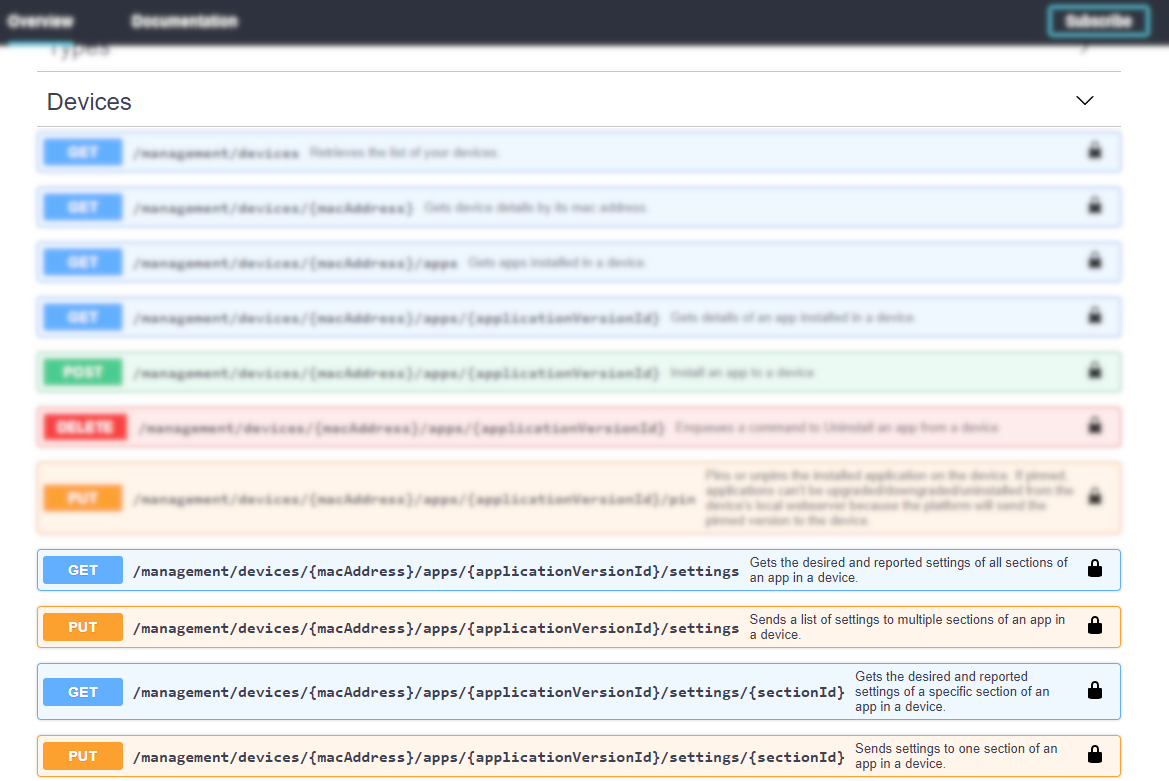 Overview
Documentation
Subscribe
Types
Devices
GET /management/devices Retrieves the list of your devices.
GET /management/devices/{macAddress} Gets device details by its mac address.
GET /management/devices/{macAddress}/apps Gets apps installed in a device.
GET /management/devices/{macAddress}/apps/{applicationVersionId} Gets details of an app installed in a device.
POST /management/devices/{macAddress}/apps/{applicationVersionId} Install an app to a device
DELETE /management/devices/{macAddress}/apps/{applicationVersionId} Enqueues a command to Uninstall an app from a device
PUT /management/devices/{macAddress}/apps/{applicationVersionId}/pin
Pins or unpins the installed application on the device. If pinned,
applications can't be upgraded/downgraded/uninstalled from the
device's local webserver because the platform will send the
pinned version to the device.
GET /management/devices/{macAddress}/apps/{applicationVersionId}/settings
Gets the desired and reported settings of all sections of
an app in a device.
PUT /management/devices/{macAddress}/apps/{applicationVersionId}/settings
Sends a list of settings to multiple sections of an app in
a device.
GET /management/devices/{macAddress}/apps/{applicationVersionId}/settings/{sectionId}
Gets the desired and reported
settings of a specific section of an
app in a device.
PUT /management/devices/{macAddress}/apps/{applicationVersionId}/settings/{sectionId}
Sends settings to one section of an
app in a device.